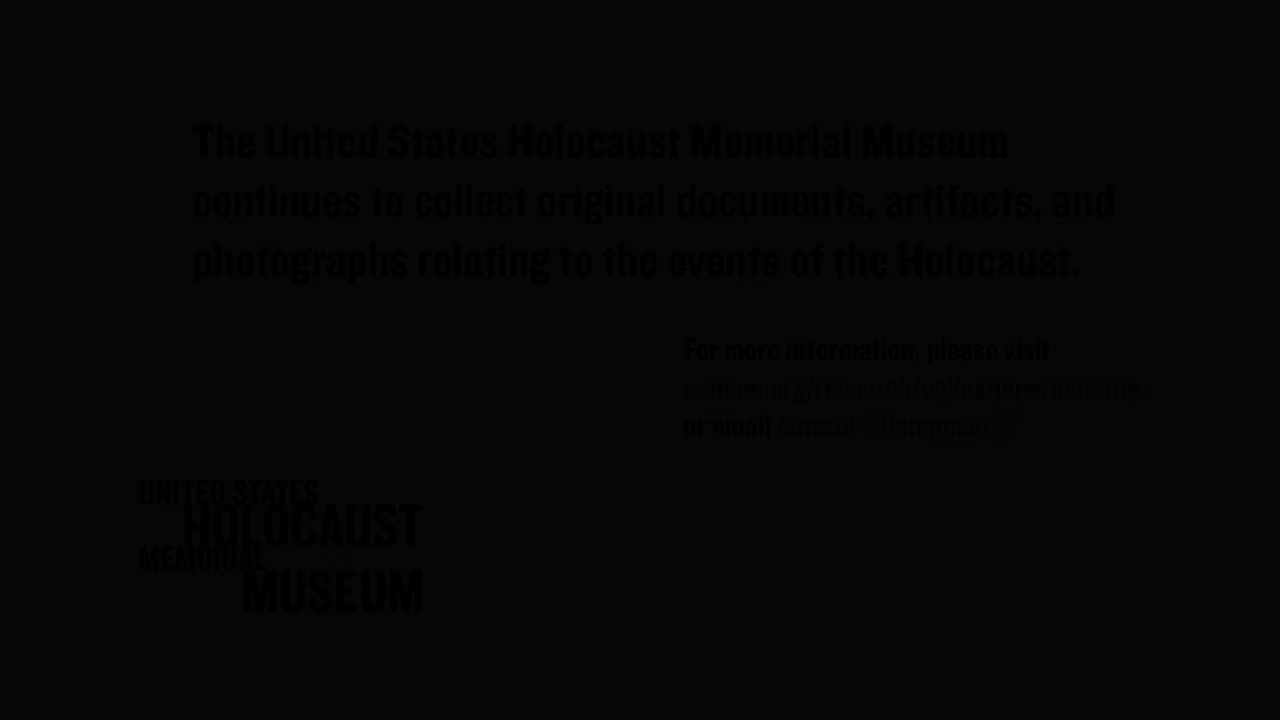 The United States Holocaust Memorial Museum
continues to collect original documents, artifacts, and
photographs relating to the events of the Holocaust.
For more information, please visit
or email
UNITED STATES
HOLOCAUST
MEMORIAL
MUSEUM